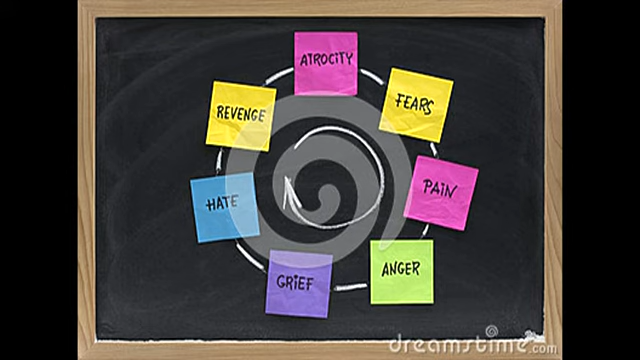 ATROCITY
FEARS
PAIN
ANGER
GRIEF
HATE
REVENGE
dreamstime.com